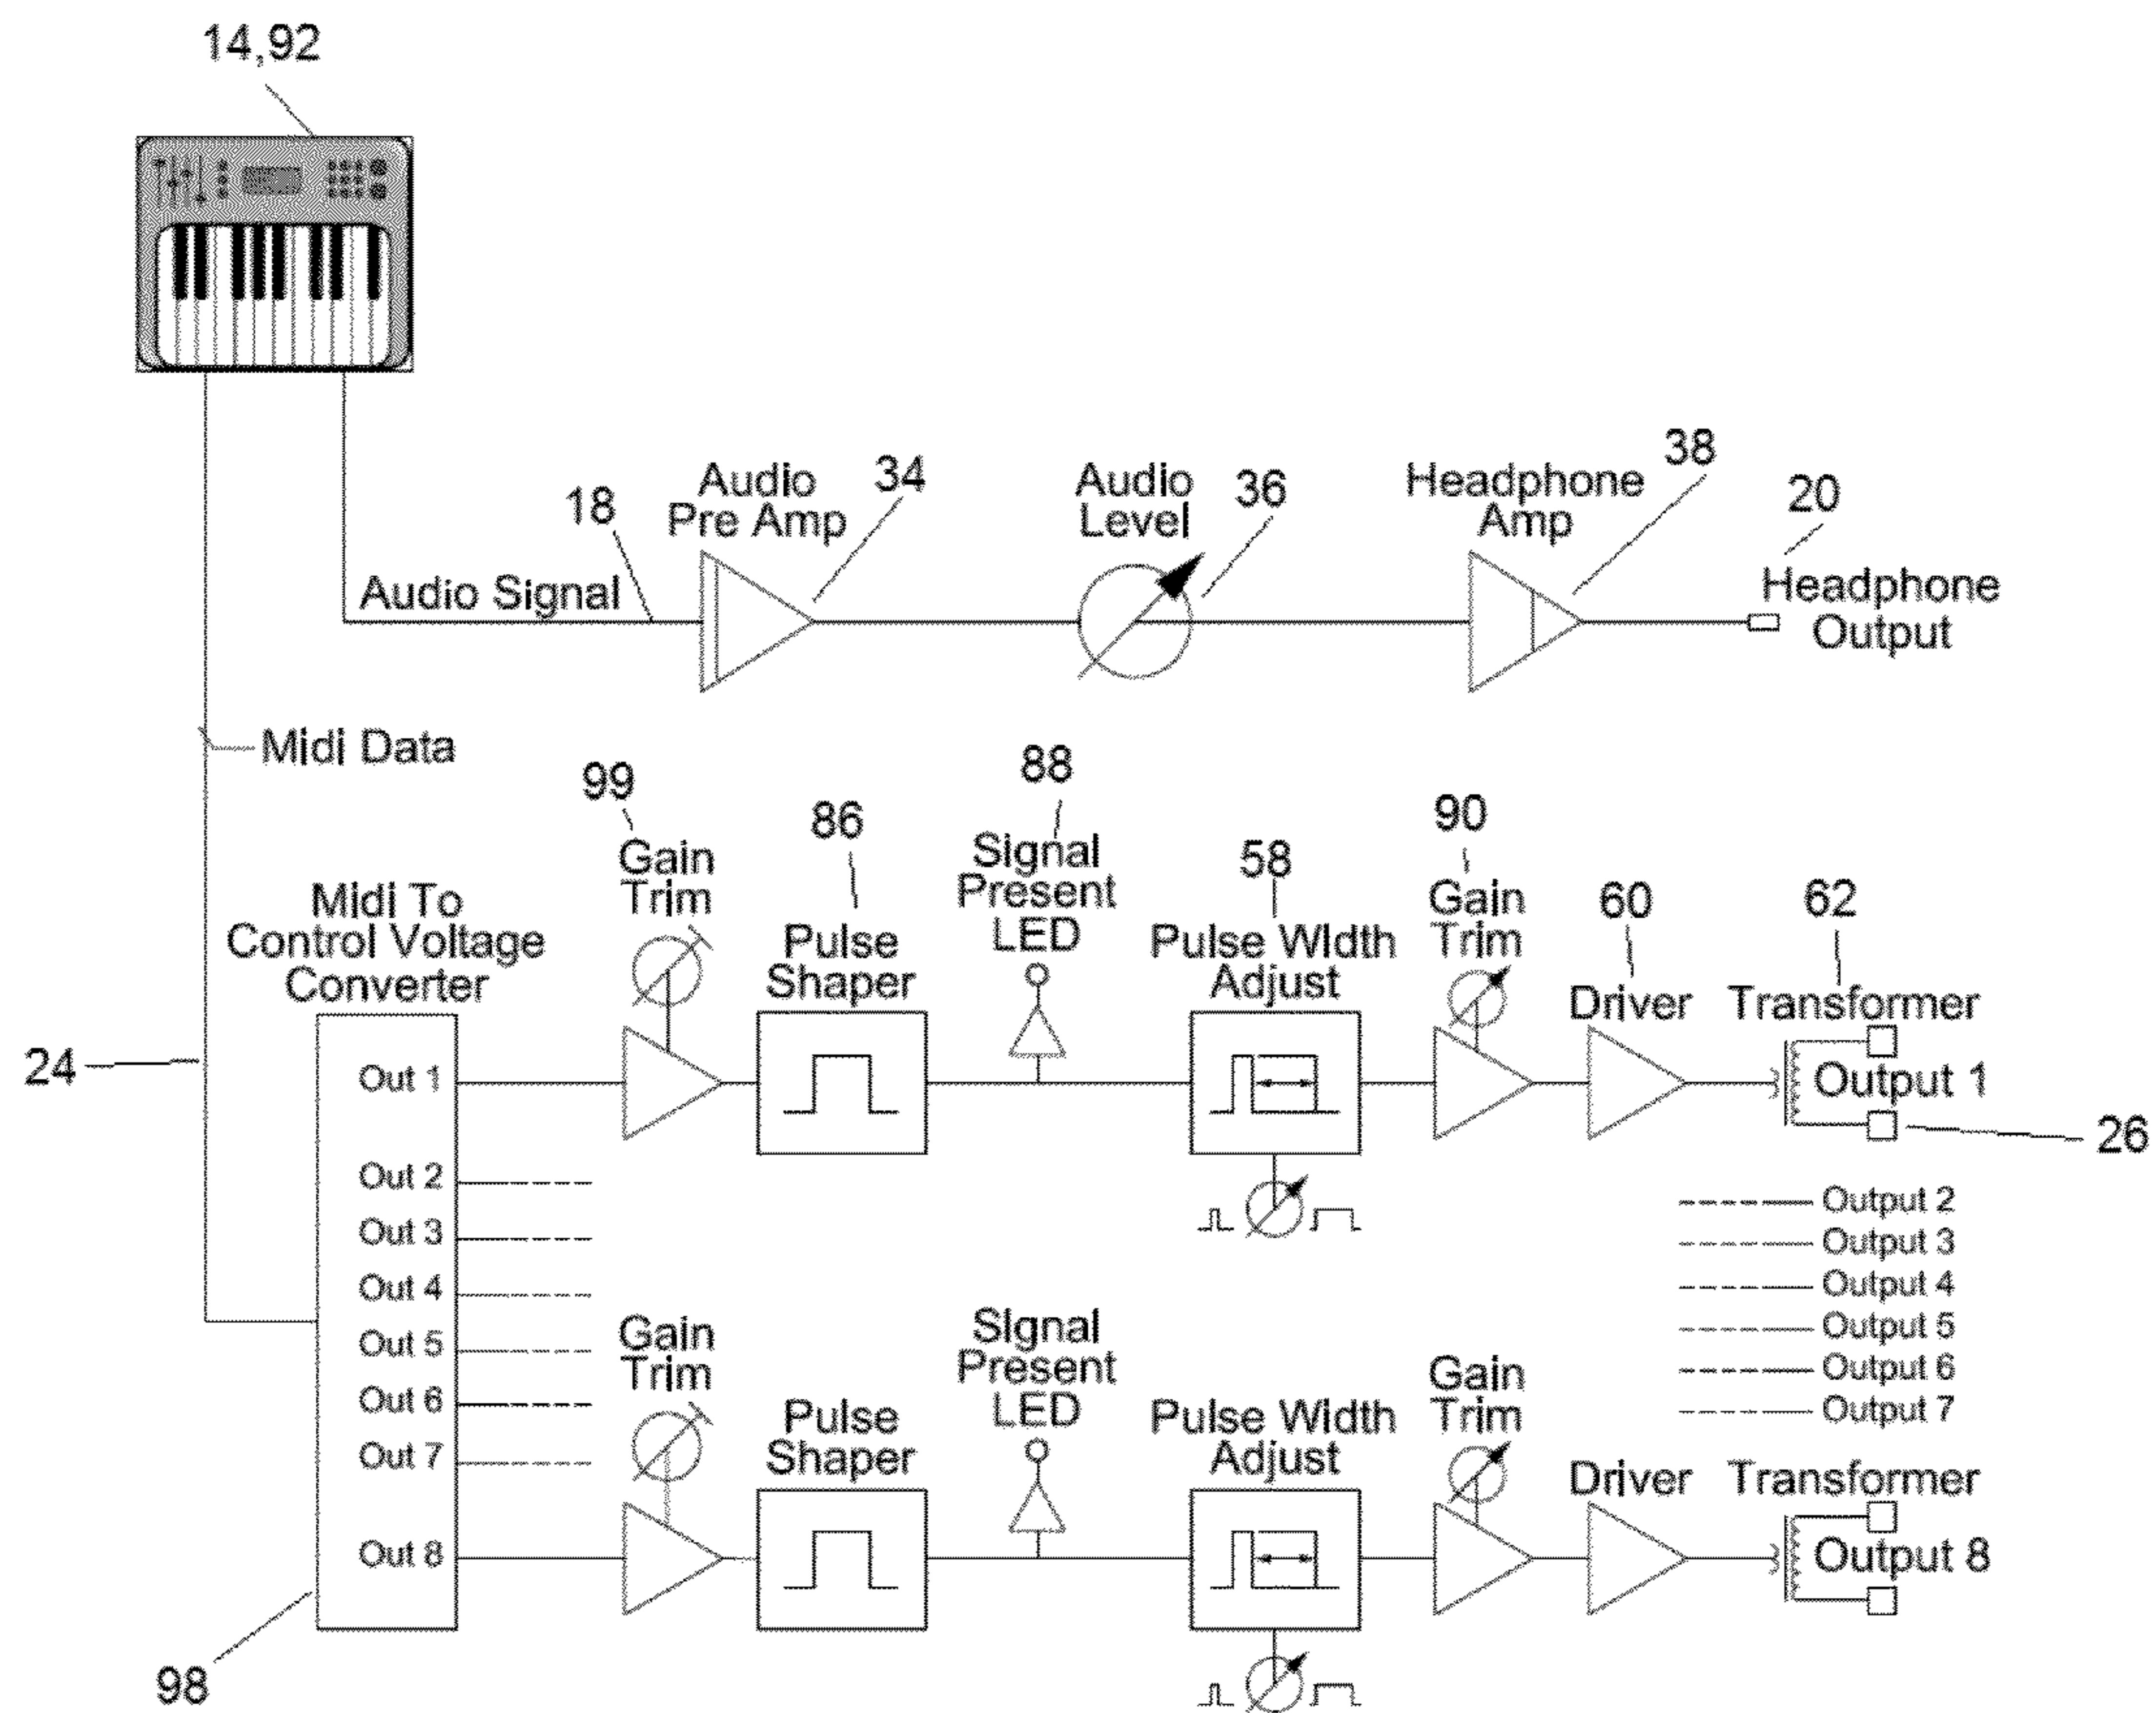 14,92
38
34
36
20
18
Audio
Pre Amp
Audio
Level
Headphone
Amp
Headphone
Output
Audio Signal
Midi Data
99
88
86
90
58
60
62
Gain
Trim
Signal
Present
LED
Midi To
Control Voltage
Converter
Pulse
Shaper
Pulse WIdth
Adjust
Gain
Trim
Driver
Transformer
24
Out 1
Output 1
26
Out 2
Out 3
Out 4
Out 5
Out 6
Out 7
Out 8
Output 2
Output 3
Output 4
Output 5
Output 6
Output 7
Gain
Trim
Pulse
Shaper
SIgnal
Present
LED
Pulse Width
Adjust
Gain
Trim
Driver
Transformer
Output 8
98